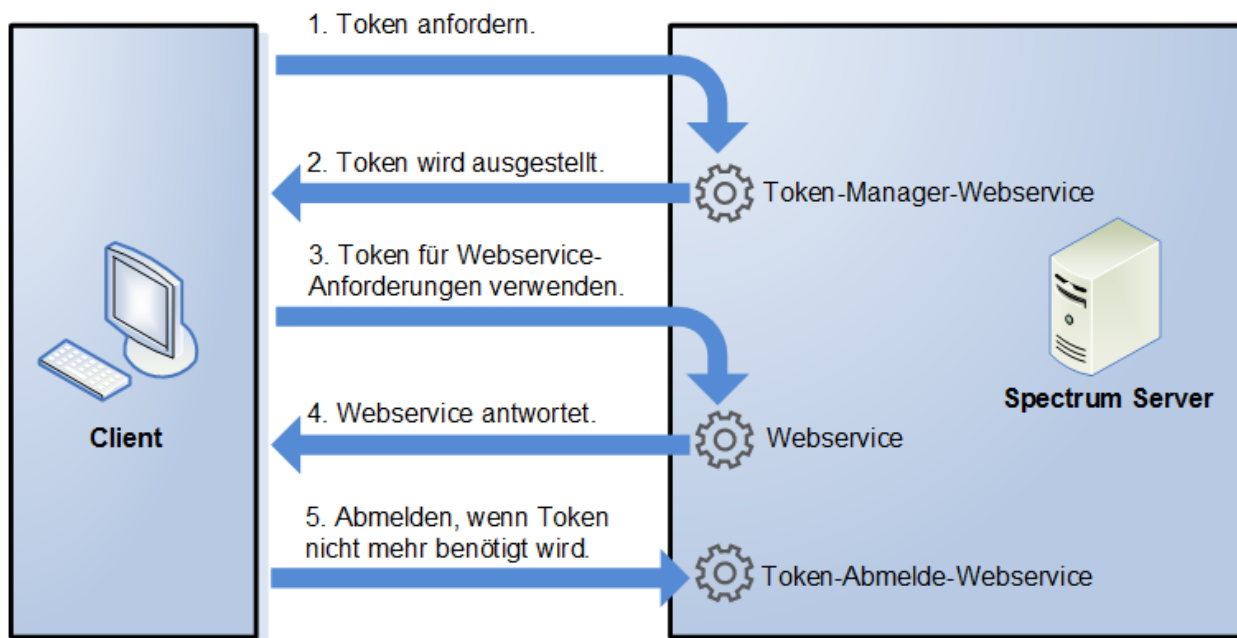 1. Token anfordern.
2. Token wird ausgestellt.
Token-Manager-Webservice
3. Token für Webservice-
Anforderungen verwenden.
Spectrum Server
Client
4. Webservice antwortet.
Webservice
5. Abmelden, wenn Token
nicht mehr benötigt wird.
Token-Abmelde-Webservice